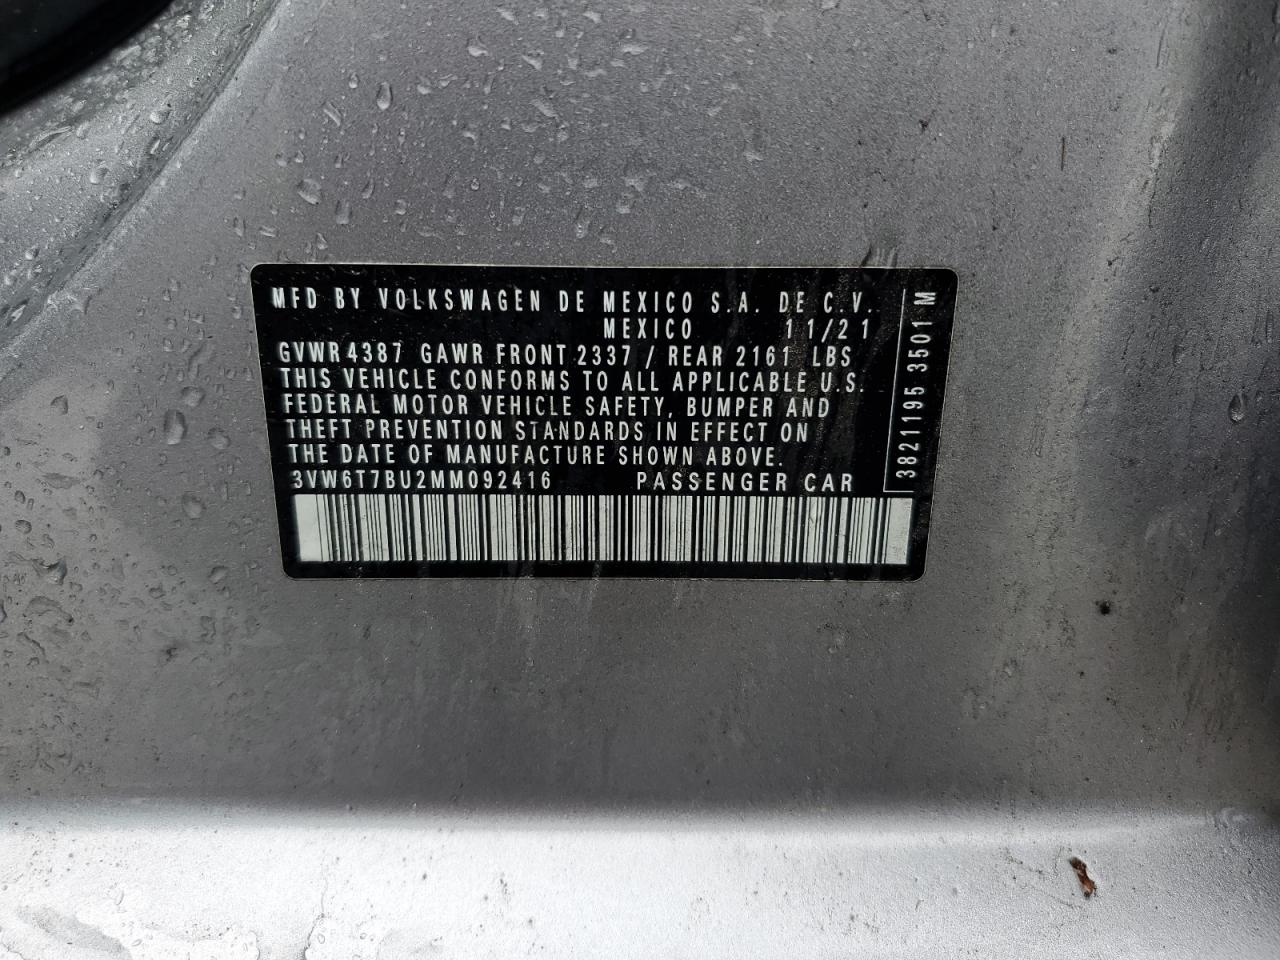 MFD BY VOLKSWAGEN DE MEXICO S.A. DE C.V.
MEXICO 11/21
GVWR 4387 GAWR FRONT 2337 / REAR 2161 LBS
THIS VEHICLE CONFORMS TO ALL APPLICABLE U.S.
FEDERAL MOTOR VEHICLE SAFETY, BUMPER AND
THEFT PREVENTION STANDARDS IN EFFECT ON
THE DATE OF MANUFACTURE SHOWN ABOVE.
3VW6T7BU2MM092416 PASSENGER CAR
38211195 3501 M